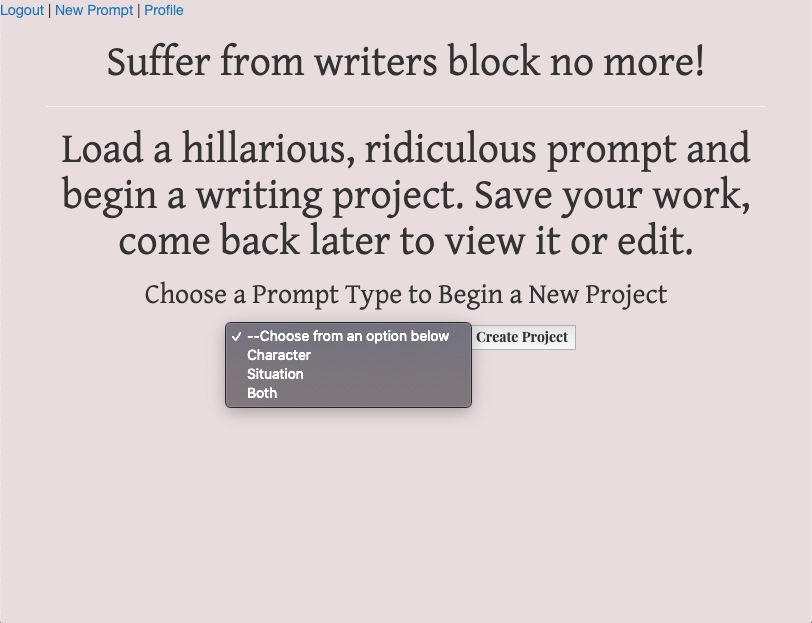 Logout | New Prompt | Profile
Suffer from writers block no more!
Load a hillarious, ridiculous prompt and
begin a writing project. Save your work,
come back later to view it or edit.
Choose a Prompt Type to Begin a New Project
✓ --Choose from an option below
Create Project
Character
Situation
Both